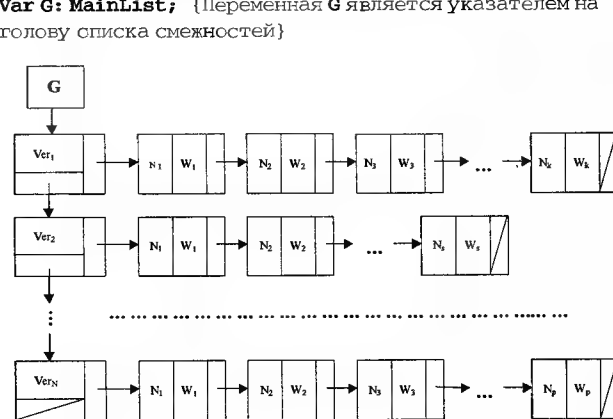 Var G: MainList; {Переменная G является указателем на
голову списка смежностей}
G
Ver₁ N₁ W₁ N₂ W₂ N₃ W₃ ... Nₖ Wₖ
Ver₂ N₁ W₁ N₂ W₂ ... Nₛ Wₛ
Ver_N N₁ W₁ N₂ W₂ N₃ W₃ ... Nₚ Wₚ